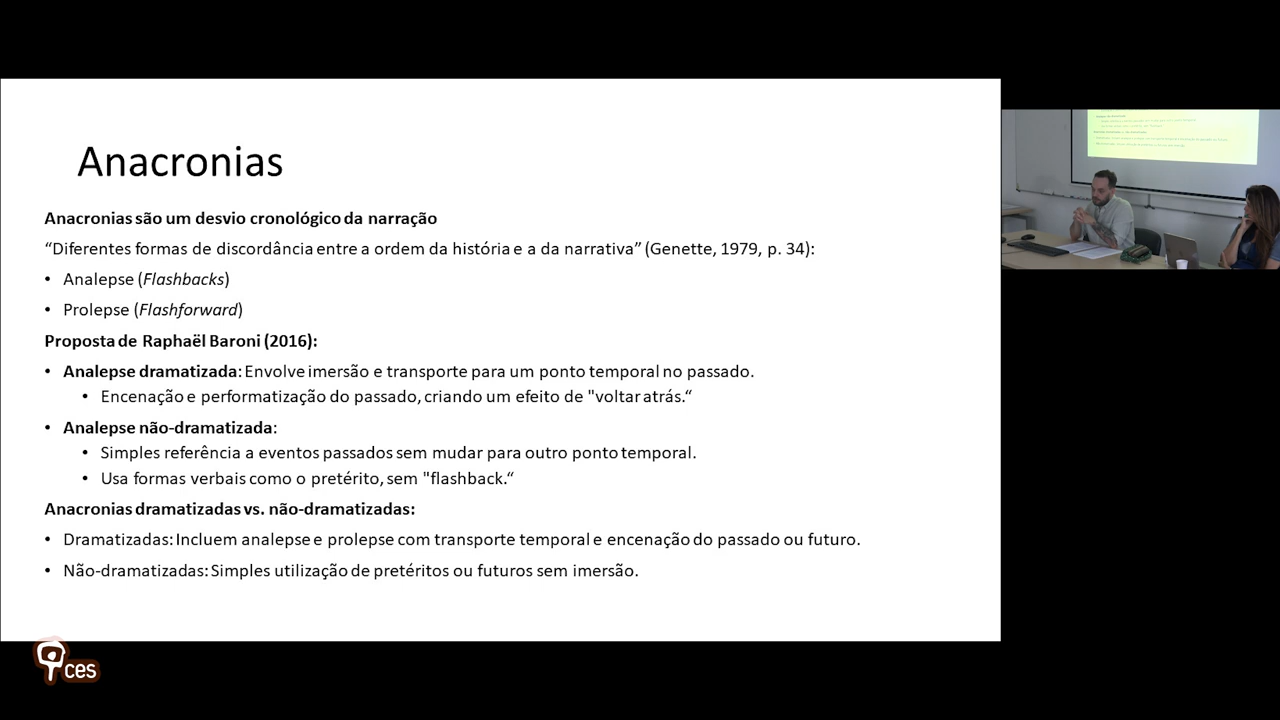 Anacronias
Anacronias são um desvio cronológico da narração
“Diferentes formas de discordância entre a ordem da história e a da narrativa” (Genette, 1979, p. 34):
• Analepse (Flashbacks)
• Prolepse (Flashforward)
Proposta de Raphaël Baroni (2016):
• Analepse dramatizada: Envolve imersão e transporte para um ponto temporal no passado.
• Encenação e performatização do passado, criando um efeito de "voltar atrás.“
• Analepse não-dramatizada:
• Simples referência a eventos passados sem mudar para outro ponto temporal.
• Usa formas verbais como o pretérito, sem "flashback.“
Anacronias dramatizadas vs. não-dramatizadas:
• Dramatizadas: Incluem analepse e prolepse com transporte temporal e encenação do passado ou futuro.
• Não-dramatizadas: Simples utilização de pretéritos ou futuros sem imersão.
ces